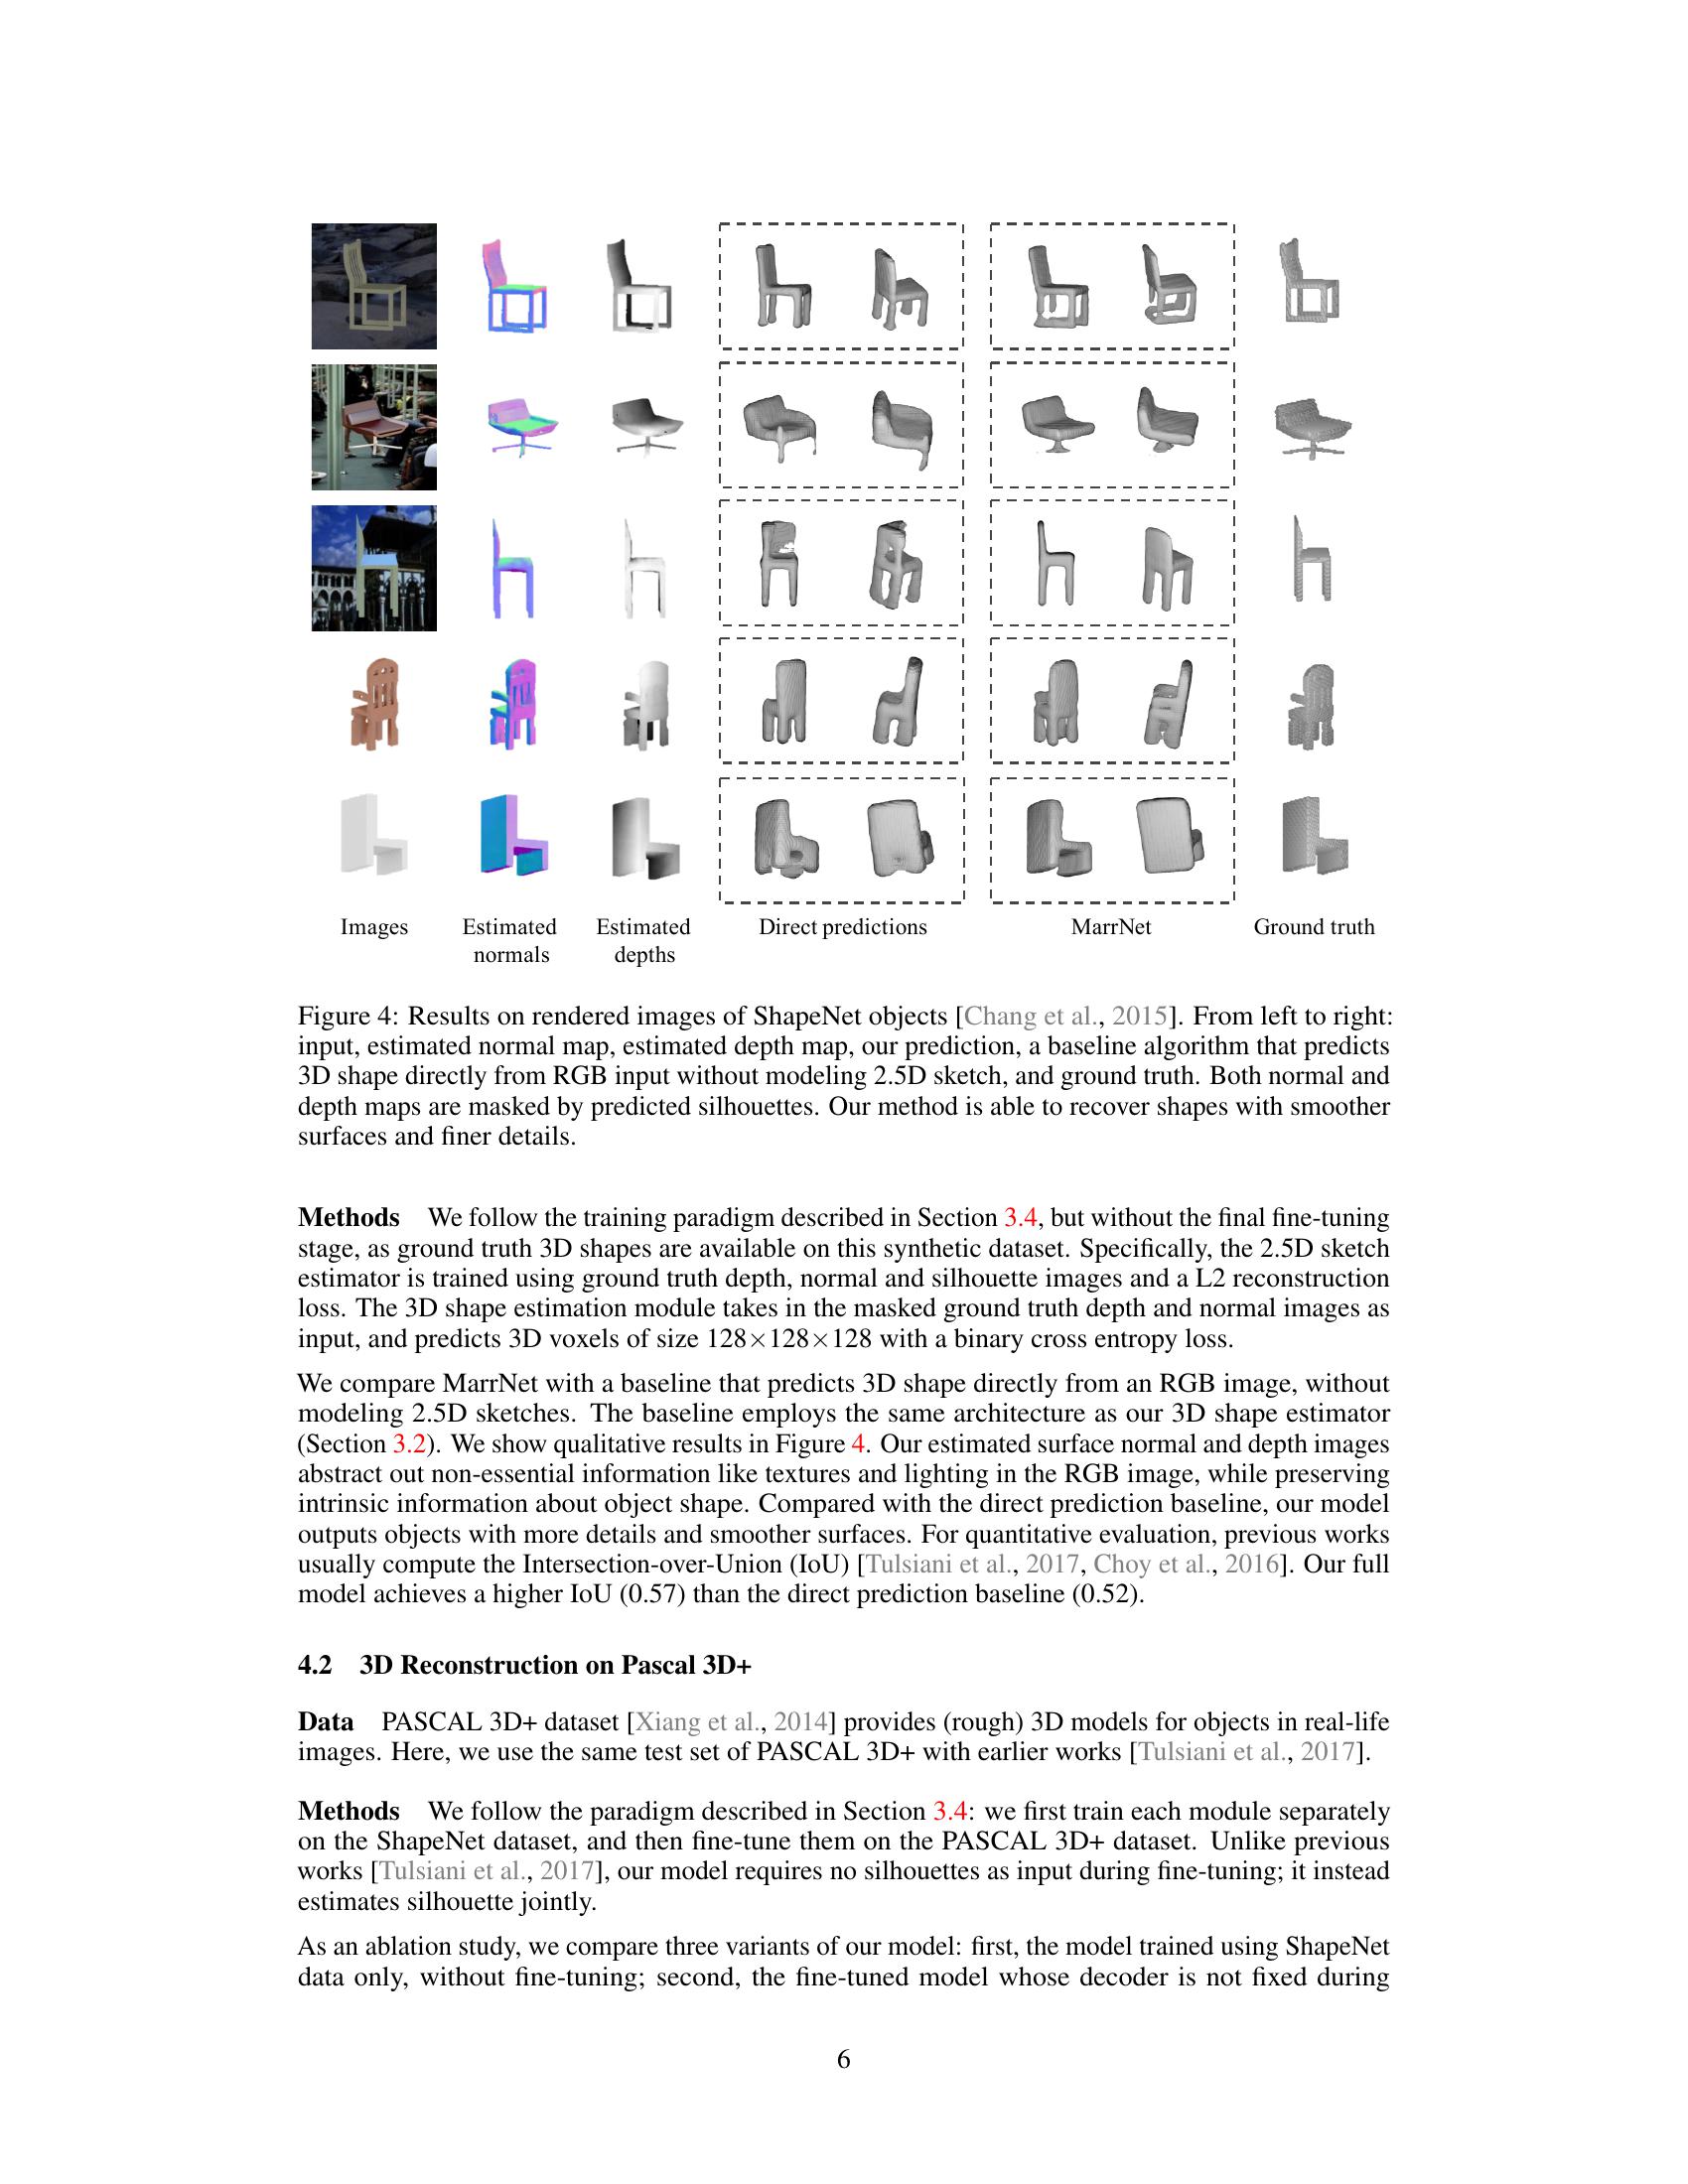 Images
Estimated
normals
Estimated
depths
Direct predictions
MarrNet
Ground truth
Figure 4: Results on rendered images of ShapeNet objects [Chang et al., 2015]. From left to right:
input, estimated normal map, estimated depth map, our prediction, a baseline algorithm that predicts
3D shape directly from RGB input without modeling 2.5D sketch, and ground truth. Both normal and
depth maps are masked by predicted silhouettes. Our method is able to recover shapes with smoother
surfaces and finer details.
Methods We follow the training paradigm described in Section 3.4, but without the final fine-tuning
stage, as ground truth 3D shapes are available on this synthetic dataset. Specifically, the 2.5D sketch
estimator is trained using ground truth depth, normal and silhouette images and a L2 reconstruction
loss. The 3D shape estimation module takes in the masked ground truth depth and normal images as
input, and predicts 3D voxels of size 128×128×128 with a binary cross entropy loss.
We compare MarrNet with a baseline that predicts 3D shape directly from an RGB image, without
modeling 2.5D sketches. The baseline employs the same architecture as our 3D shape estimator
(Section 3.2). We show qualitative results in Figure 4. Our estimated surface normal and depth images
abstract out non-essential information like textures and lighting in the RGB image, while preserving
intrinsic information about object shape. Compared with the direct prediction baseline, our model
outputs objects with more details and smoother surfaces. For quantitative evaluation, previous works
usually compute the Intersection-over-Union (IoU) [Tulsiani et al., 2017, Choy et al., 2016]. Our full
model achieves a higher IoU (0.57) than the direct prediction baseline (0.52).
4.2 3D Reconstruction on Pascal 3D+
Data PASCAL 3D+ dataset [Xiang et al., 2014] provides (rough) 3D models for objects in real-life
images. Here, we use the same test set of PASCAL 3D+ with earlier works [Tulsiani et al., 2017].
Methods We follow the paradigm described in Section 3.4: we first train each module separately
on the ShapeNet dataset, and then fine-tune them on the PASCAL 3D+ dataset. Unlike previous
works [Tulsiani et al., 2017], our model requires no silhouettes as input during fine-tuning; it instead
estimates silhouette jointly.
As an ablation study, we compare three variants of our model: first, the model trained using ShapeNet
data only, without fine-tuning; second, the fine-tuned model whose decoder is not fixed during
6